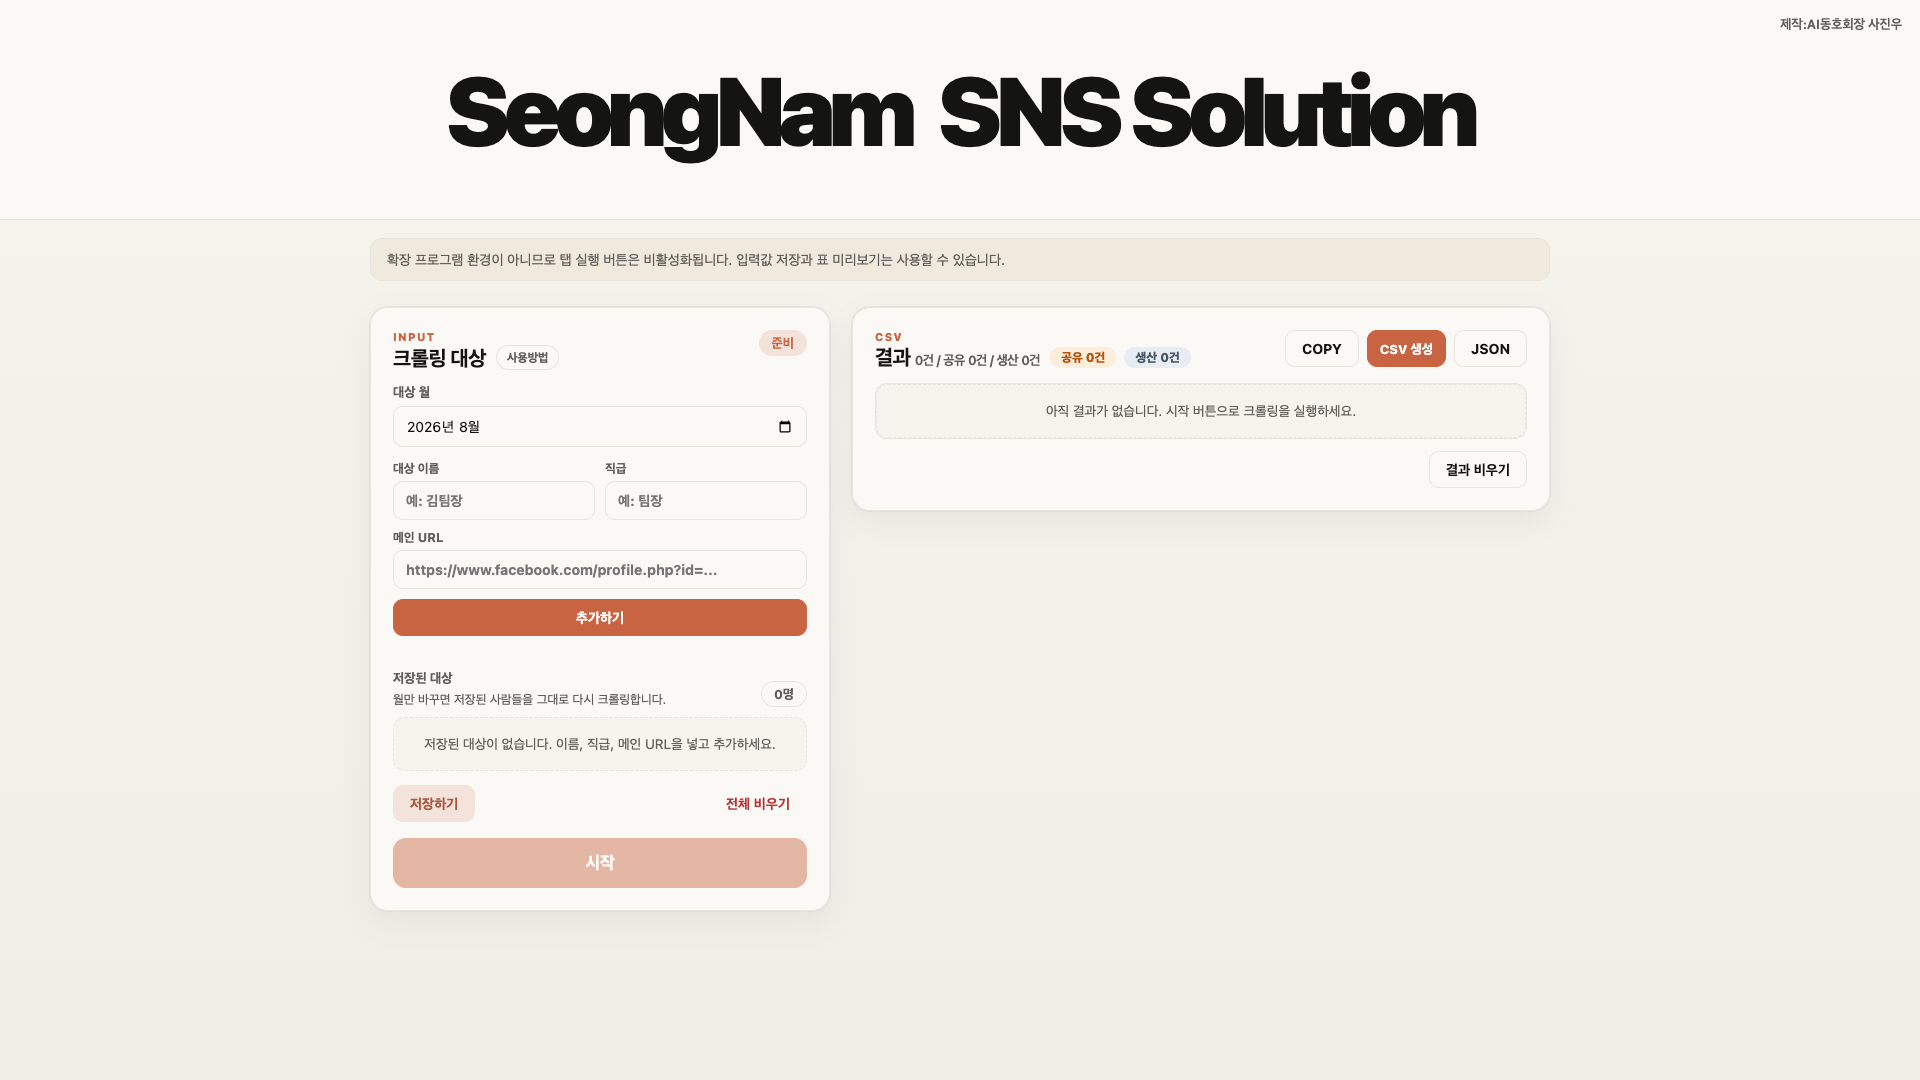 제작:AI동호회장 사진우
SeongNam SNS Solution
확장 프로그램 환경이 아니므로 탭 실행 버튼은 비활성화됩니다. 입력값 저장과 표 미리보기는 사용할 수 있습니다.
INPUT
크롤링 대상 사용방법
준비
대상 월
2026년 8월
대상 이름 직급
예: 김팀장 예: 팀장
메인 URL
https://www.facebook.com/profile.php?id=...
추가하기
저장된 대상
월만 바꾸면 저장된 사람들을 그대로 다시 크롤링합니다.
0명
저장된 대상이 없습니다. 이름, 직급, 메인 URL을 넣고 추가하세요.
저장하기 전체 비우기
시작
CSV
결과 0건 / 공유 0건 / 생산 0건 공유 0건 생산 0건
COPY CSV 생성 JSON
아직 결과가 없습니다. 시작 버튼으로 크롤링을 실행하세요.
결과 비우기